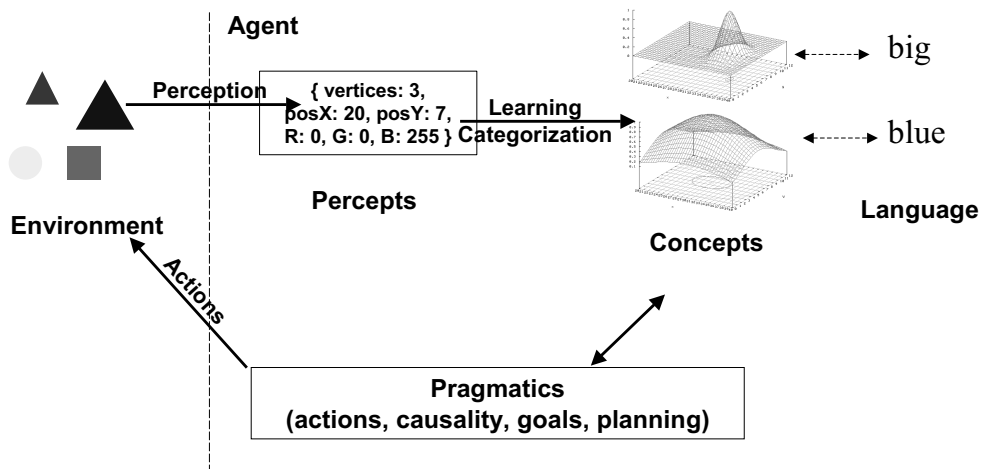 Agent
big
Perception
{ vertices: 3,
posX: 20, posY: 7,
R: 0, G: 0, B: 255 }
Learning
Categorization
blue
Percepts
Language
Environment
Concepts
Actions
Pragmatics
(actions, causality, goals, planning)